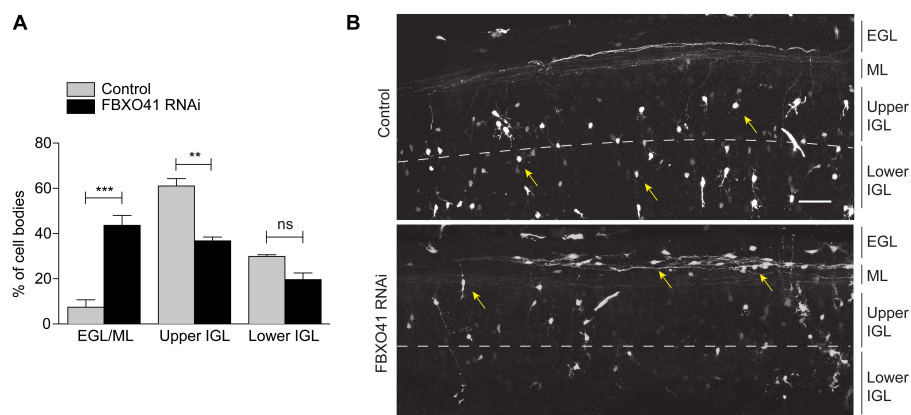 A
Control
FBXO41 RNAi
% of cell bodies
80
60
40
20
0
***
**
ns
EGL/ML
Upper IGL
Lower IGL
B
Control
EGL
ML
Upper
IGL
Lower
IGL
FBXO41 RNAi
EGL
ML
Upper
IGL
Lower
IGL